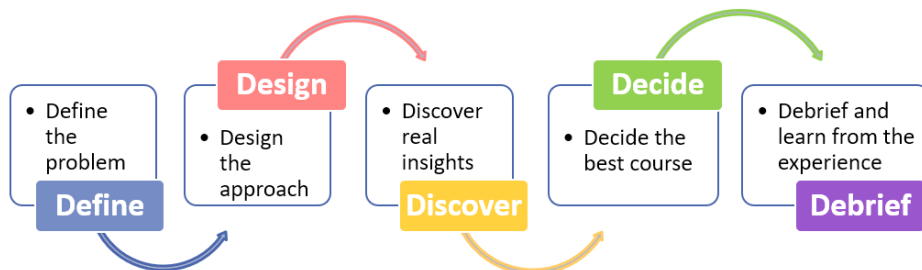 • Define
the
problem
Define
Design
• Design
the
approach
• Discover
real
insights
Discover
Decide
• Decide the
best course
• Debrief and
learn from the
experience
Debrief